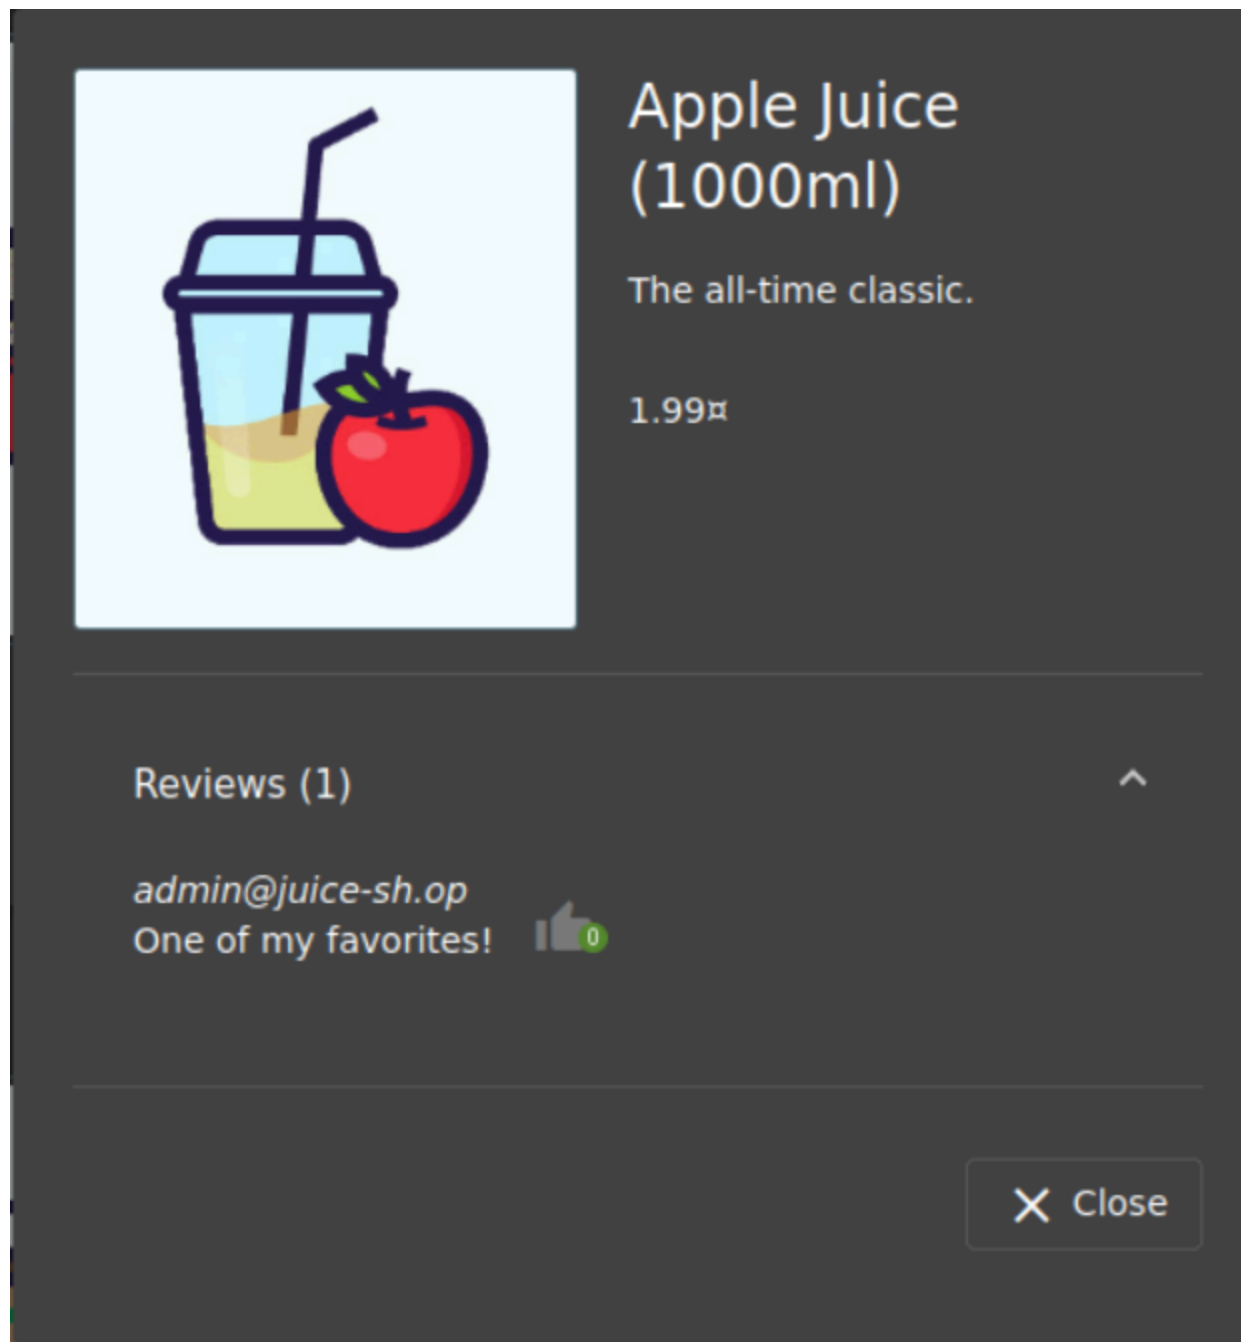 Apple Juice
(1000ml)
The all-time classic.
1.99¤
Reviews (1)
admin@juice-sh.op
One of my favorites!
0
Close